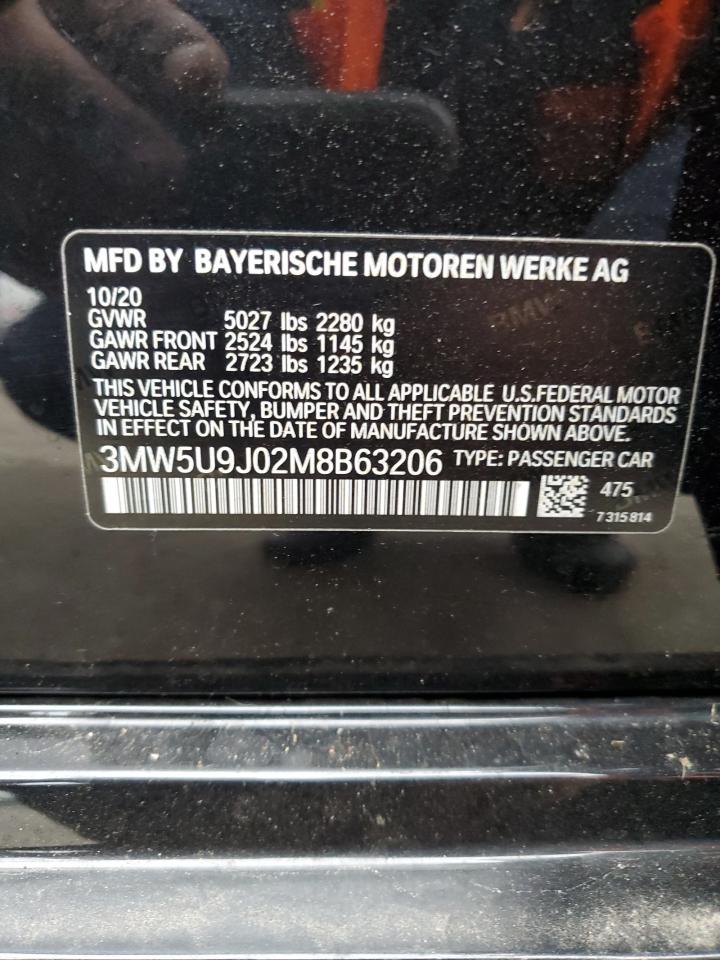 MFD BY BAYERISCHE MOTOREN WERKE AG
10/20
GVWR 5027 lbs 2280 kg
GAWR FRONT 2524 lbs 1145 kg
GAWR REAR 2723 lbs 1235 kg
THIS VEHICLE CONFORMS TO ALL APPLICABLE U.S.FEDERAL MOTOR
VEHICLE SAFETY, BUMPER AND THEFT PREVENTION STANDARDS
IN EFFECT ON THE DATE OF MANUFACTURE SHOWN ABOVE.
3MW5U9J02M8B63206 TYPE: PASSENGER CAR
475
7315814